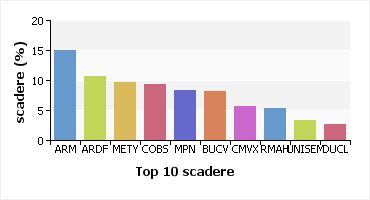 20
15
10
5
0
scadere (%)
ARM ARDF METY COBS MPN BUCV CMVX RMAH UNISEM DUCL
Top 10 scadere